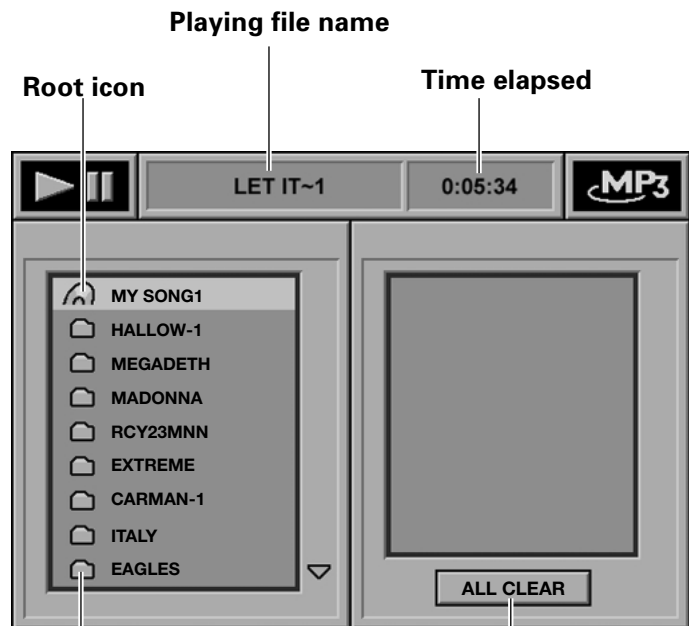 Playing file name
Root icon
Time elapsed
LET IT~1
0:05:34
MP3
MY SONG1
HALLOW-1
MEGADETH
MADONNA
RCY23MNN
EXTREME
CARMAN-1
ITALY
EAGLES
ALL CLEAR